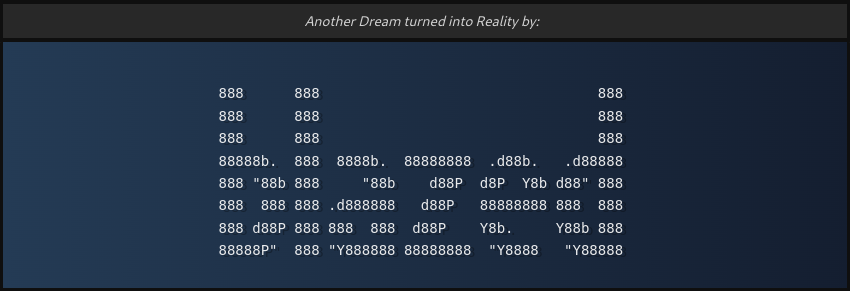 Another Dream turned into Reality by:
888      888                                 888
888      888                                 888
888      888                                 888
88888b.  888  8888b.  88888888  .d88b.   .d88888
888 "88b 888     "88b    d88P  d8P  Y8b d88" 888
888  888 888 .d888888   d88P   88888888 888  888
888 d88P 888 888  888  d88P    Y8b.     Y88b 888
88888P"  888 "Y888888 88888888  "Y8888   "Y88888